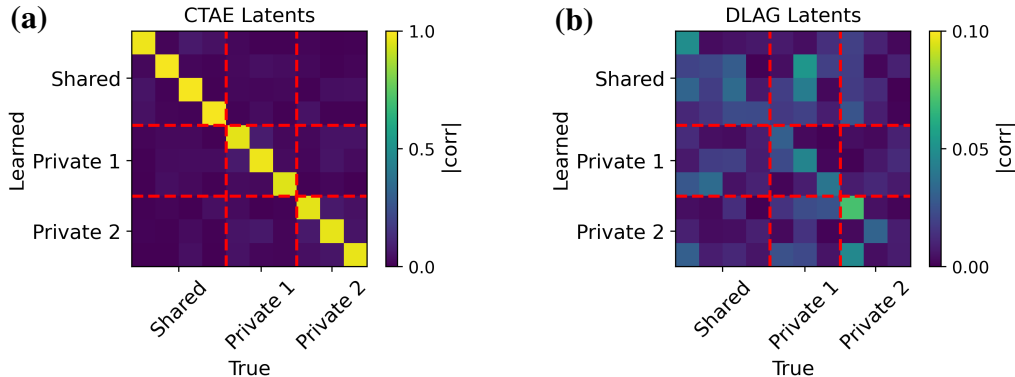 (a)
CTAE Latents
Learned
Shared
Private 1
Private 2
Shared
Private 1
Private 2
True
1.0
0.5
0.0
|corr|
(b)
DLAG Latents
Learned
Shared
Private 1
Private 2
Shared
Private 1
Private 2
True
0.10
0.05
0.00
|corr|